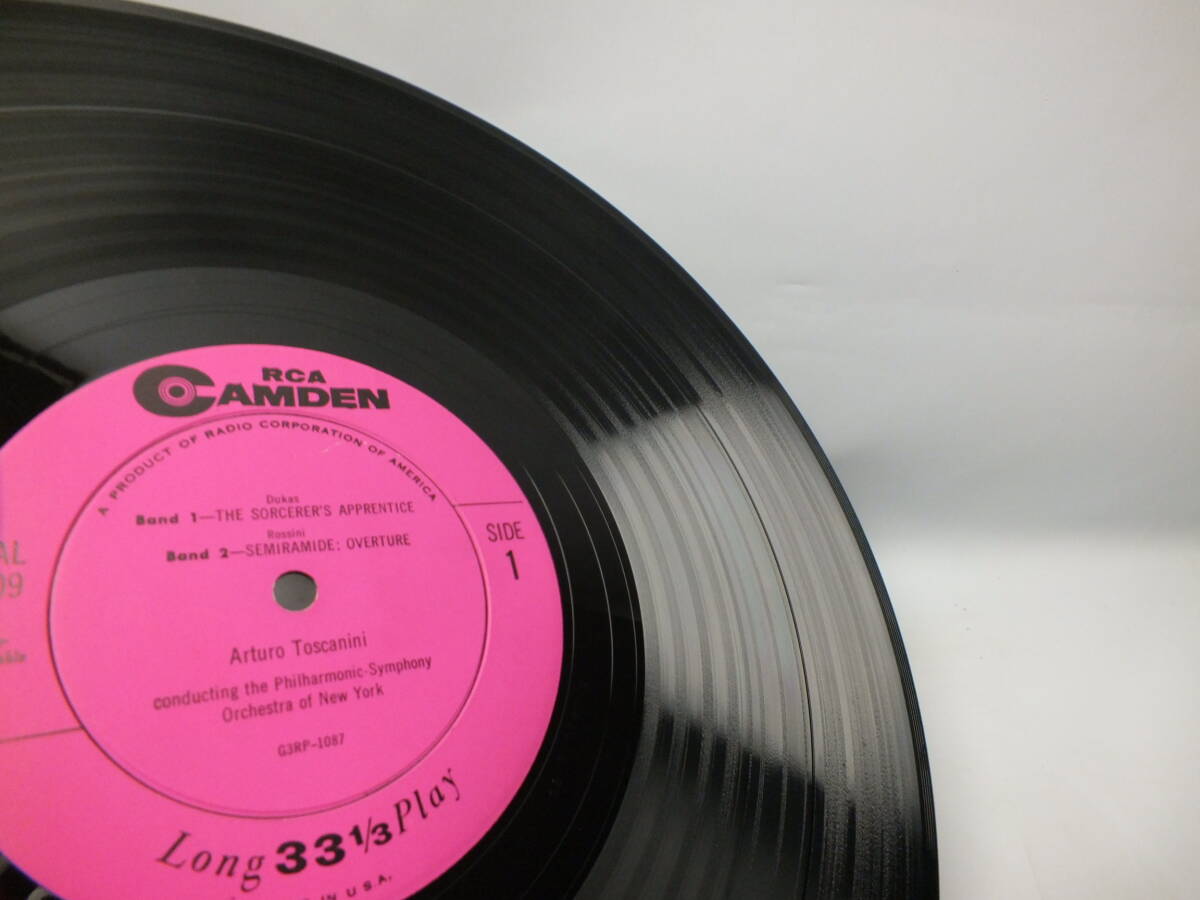 RCA
CAMDEN
A PRODUCT OF RADIO CORPORATION OF AMERICA
Dukas
Band 1—THE SORCERER'S APPRENTICE
Rossini
Band 2—SEMIRAMIDE: OVERTURE
SIDE
1
Arturo Toscanini
conducting the Philharmonic-Symphony
Orchestra of New York
G3RP-1087
Long 33 1/3 Play
IN U.S.A.